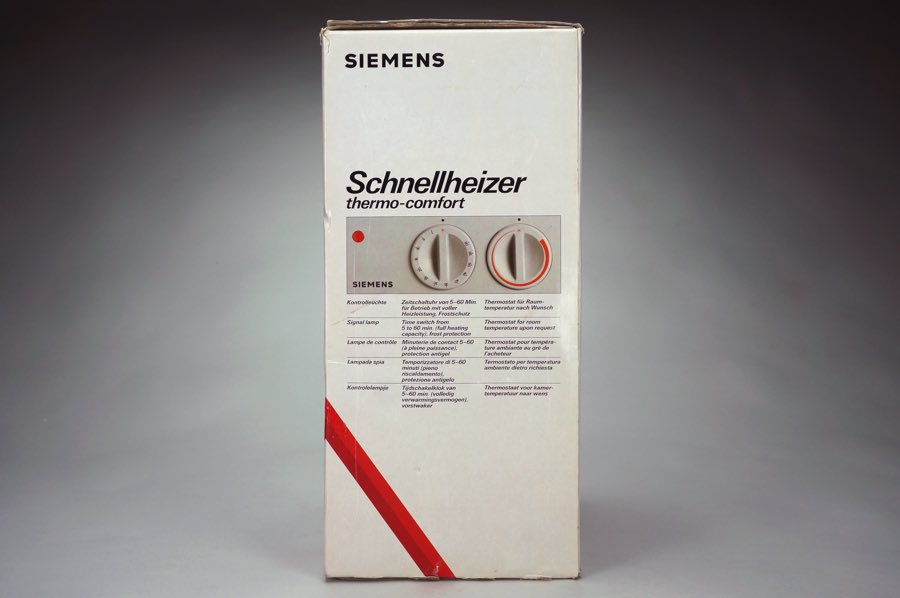 SIEMENS
Schnellheizer
thermo-comfort
SIEMENS
Kontrolleüchte
Zeitschaltuhr von 5–60 Min.
für Betrieb mit voller
Heizleistung, Frostschutz
Thermostat für Raum-
temperatur nach Wunsch
Signal lamp
Time switch from
5 to 60 min. (full heating
capacity), frost protection
Thermostat for room
temperature upon request
Lampe de contrôle
Minuterie de contact 5–60
(à pleine puissance),
protection antigel
Thermostat pour tempéra-
ture ambiante au gré de
l'acheteur
Lampada spia
Temporizzatore di 5–60
minuti (pieno
riscaldamento),
protezione antigelo
Termostato per temperatura
ambiente dietro richiesta
Kontrolelampje
Tijdschakelklok van
5–60 min. (volledig
verwarmingsvermogen),
vorstwaker
Thermostaat voor kamer-
temperatuur naar wens